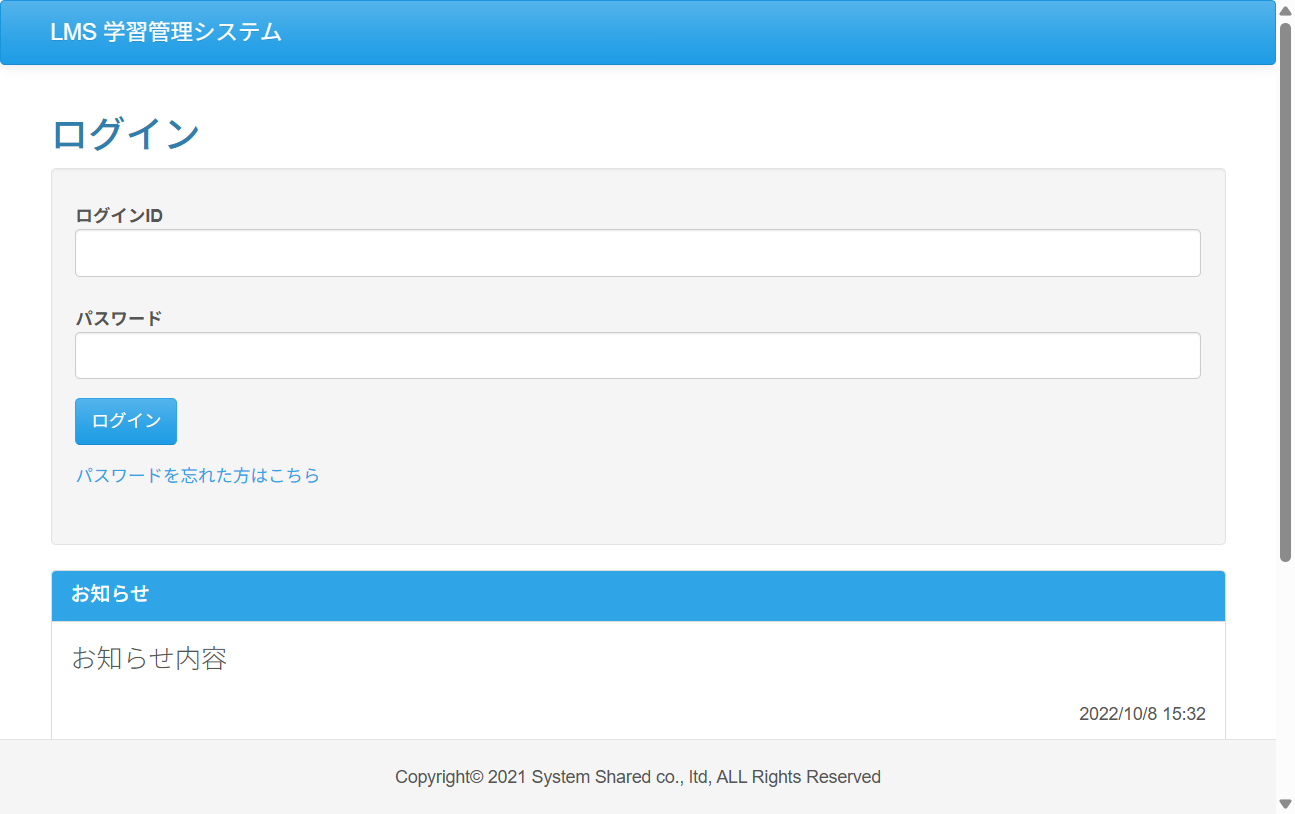 LMS 学習管理システム
ログイン
ログインID
パスワード
ログイン
パスワードを忘れた方はこちら
お知らせ
お知らせ内容
2022/10/8 15:32
Copyright© 2021 System Shared co., ltd, ALL Rights Reserved